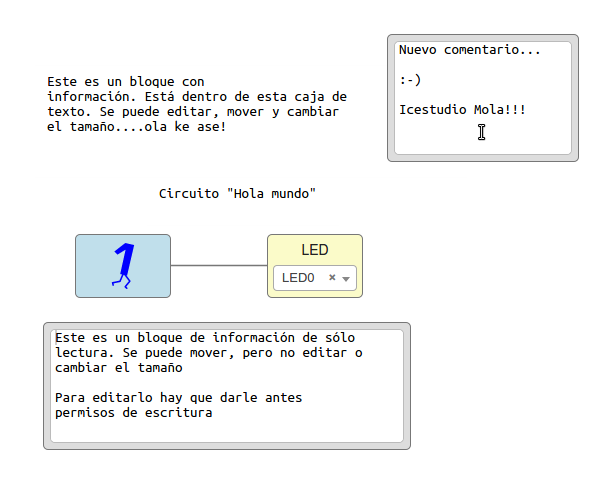 Nuevo comentario...
:-)
Icestudio Mola!!!
Este es un bloque con
información. Está dentro de esta caja de
texto. Se puede editar, mover y cambiar
el tamaño....ola ke ase!
Circuito "Hola mundo"
1
LED
LED0
Este es un bloque de información de sólo
lectura. Se puede mover, pero no editar o
cambiar el tamaño
Para editarlo hay que darle antes
permisos de escritura